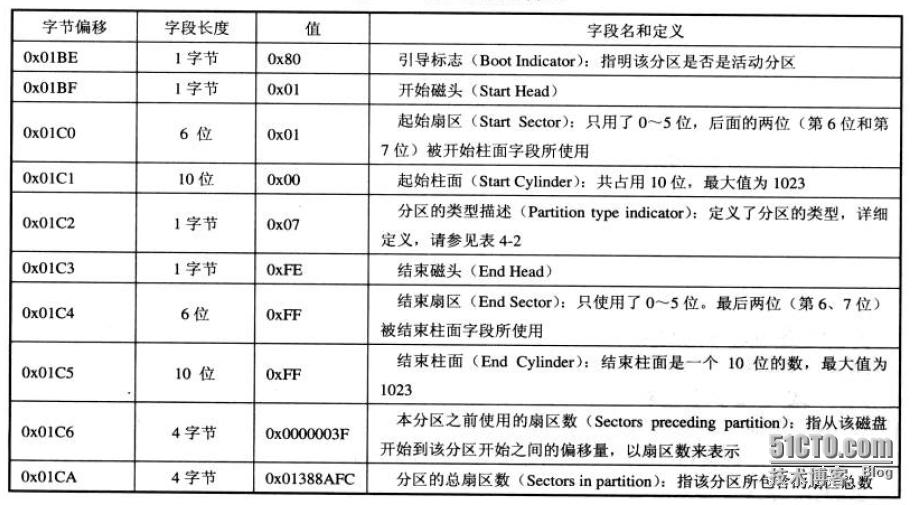 字节偏移 字段长度 值 字段名和定义
0x01BE 1 字节 0x80 引导标志（Boot Indicator）：指明该分区是否是活动分区
0x01BF 1 字节 0x01 开始磁头（Start Head）
0x01C0 6 位 0x01 起始扇区（Start Sector）：只用了 0～5 位，后面的两位（第 6 位和第
7 位）被开始柱面字段所使用
0x01C1 10 位 0x00 起始柱面（Start Cylinder）：共占用 10 位，最大值为 1023
0x01C2 1 字节 0x07 分区的类型描述（Partition type indicator）：定义了分区的类型，详细
定义，请参见表 4-2
0x01C3 1 字节 0xFE 结束磁头（End Head）
0x01C4 6 位 0xFF 结束扇区（End Sector）：只使用了 0～5 位。最后两位（第 6、7 位）
被结束柱面字段所使用
0x01C5 10 位 0xFF 结束柱面（End Cylinder）：结束柱面是一个 10 位的数，最大值为
1023
0x01C6 4 字节 0x0000003F 本分区之前使用的扇区数（Sectors preceding partition）：指从该磁盘
开始到该分区开始之间的偏移量，以扇区数来表示
0x01CA 4 字节 0x01388AFC 分区的总扇区数（Sectors in partition）：指该分区所包含的扇区总数
51CTO.com
技术博客 Blog